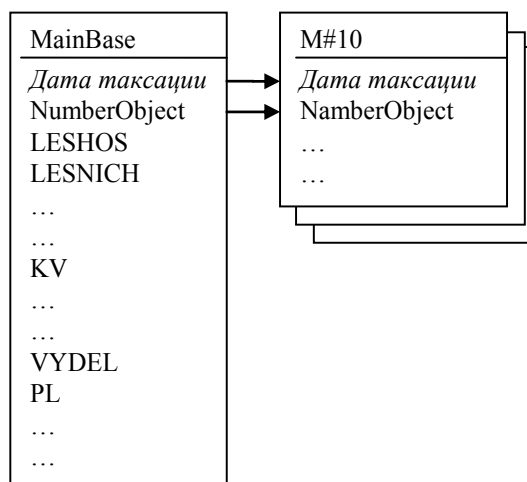 MainBase
Дата таксации
NumberObject
LESHOS
LESNICH
…
…
KV
…
…
VYDEL
PL
…
…
M#10
Дата таксации
NamberObject
…
…